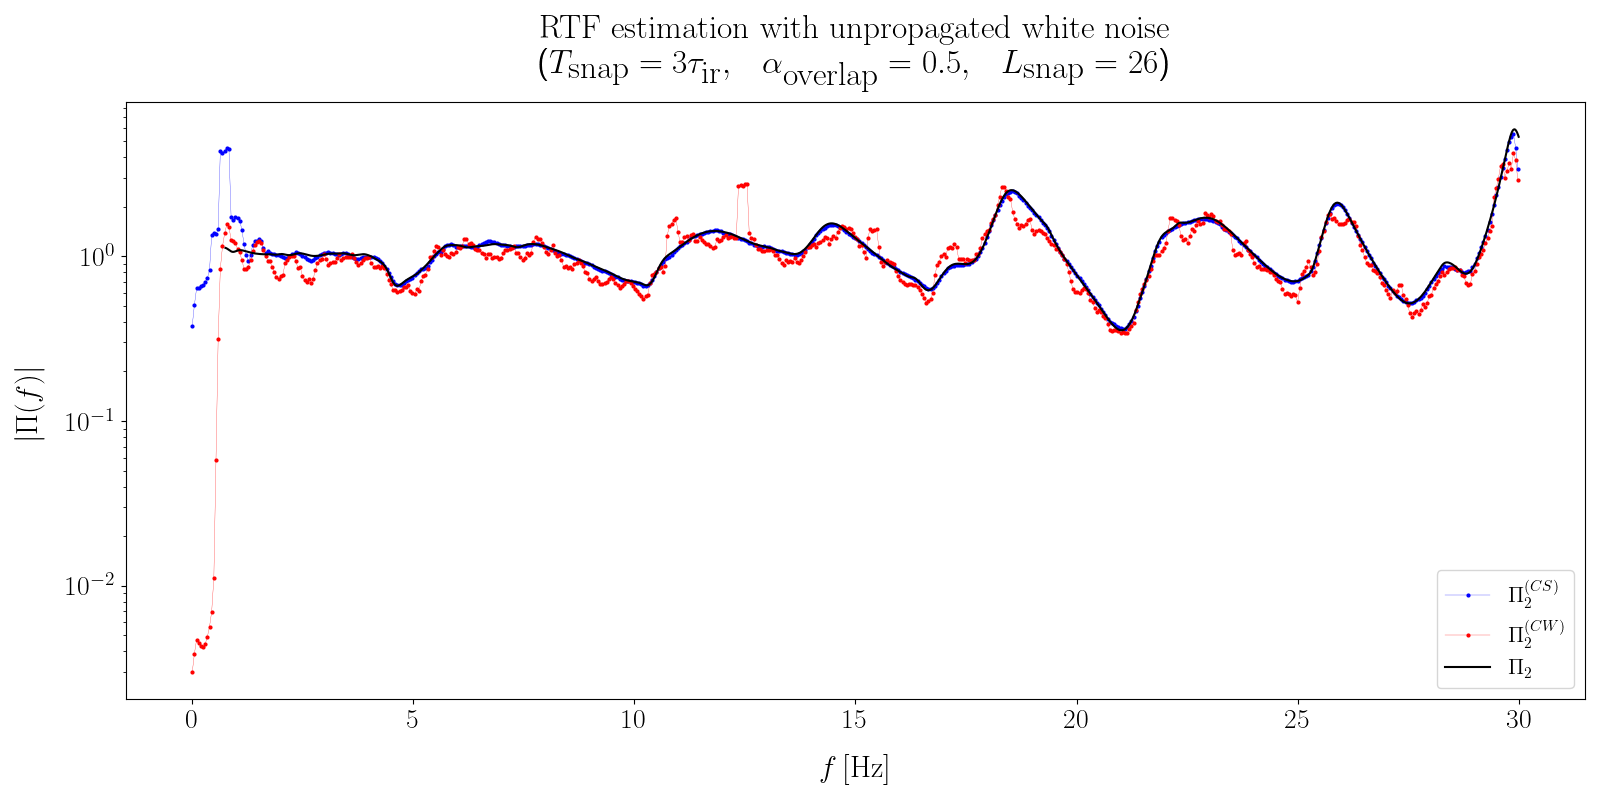 RTF estimation with unpropagated white noise
(T_snap = 3τ_ir, α_overlap = 0.5, L_snap = 26)
|Π(f)|
10^0
10^−1
10^−2
Π_2^(CS)
Π_2^(CW)
Π_2
0 5 10 15 20 25 30
f [Hz]